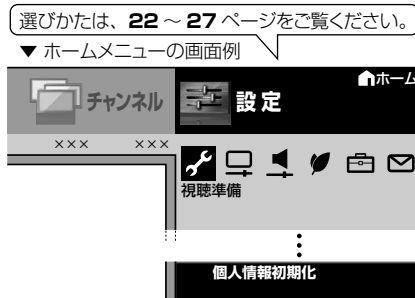 選びかたは、22～27ページをご覧ください。
▼ ホームメニューの画面例
ホーム
チャンネル
設定
××× ×××
視聴準備
個人情報初期化